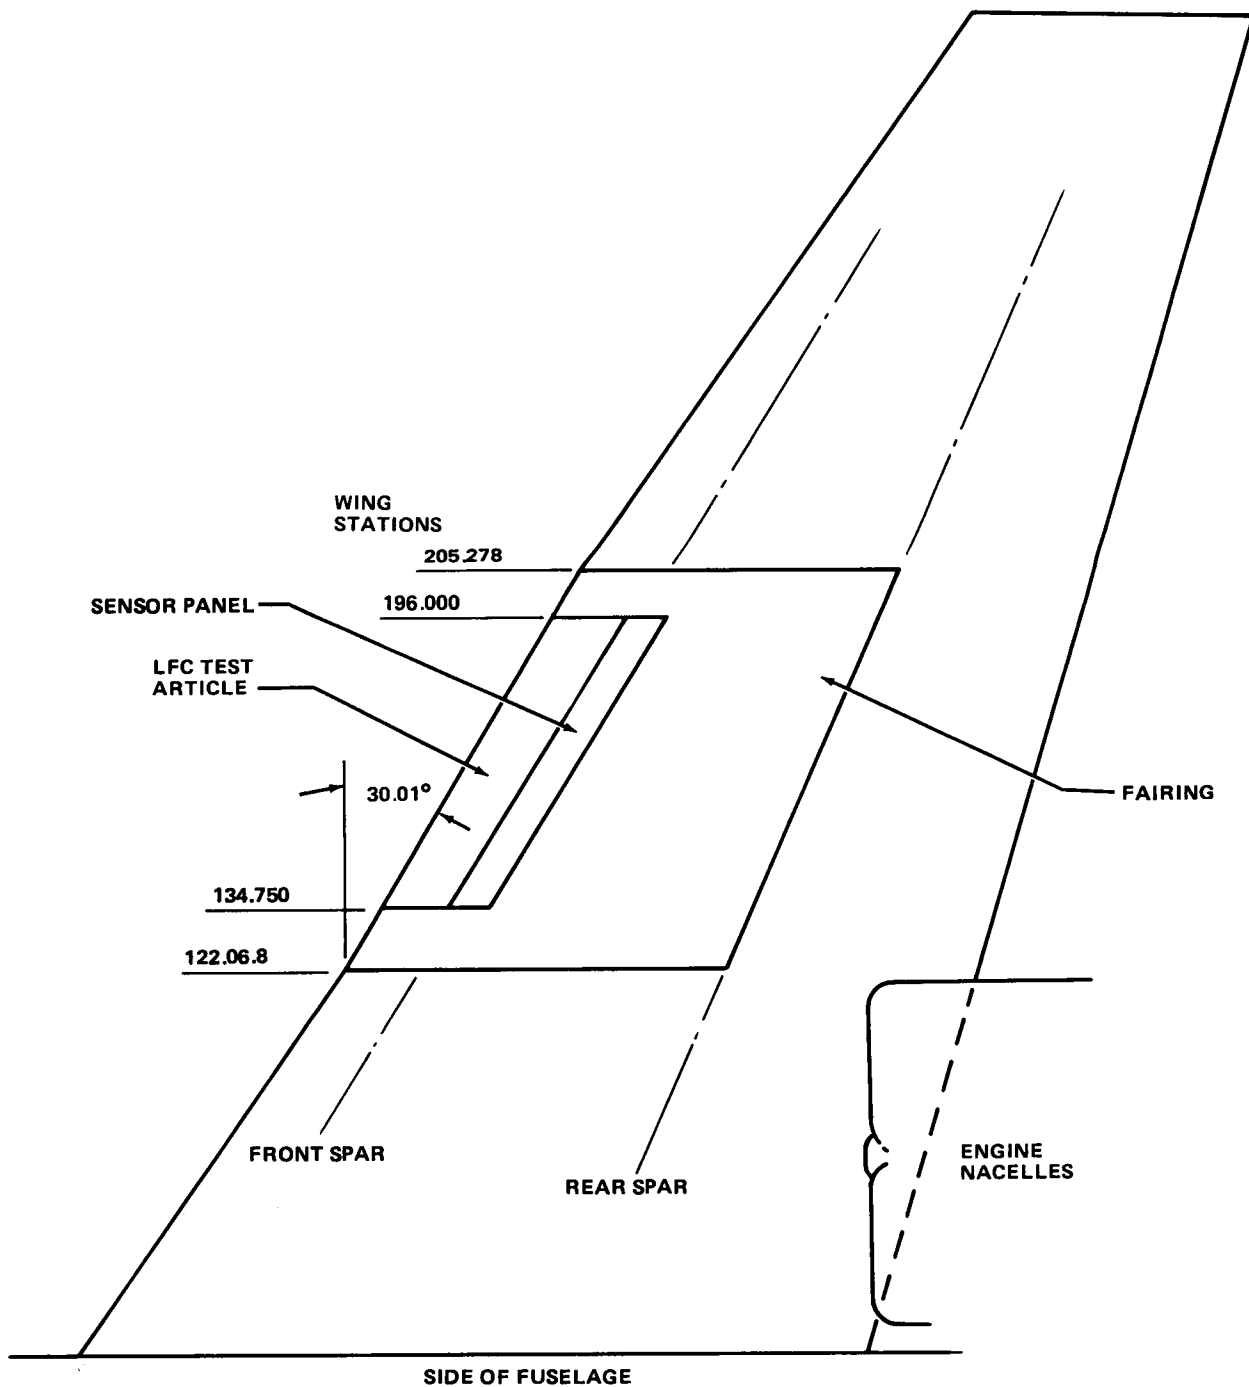 WING
STATIONS
205.278
196.000
SENSOR PANEL
LFC TEST
ARTICLE
30.01°
FAIRING
134.750
122.06.8
FRONT SPAR
REAR SPAR
ENGINE
NACELLES
SIDE OF FUSELAGE